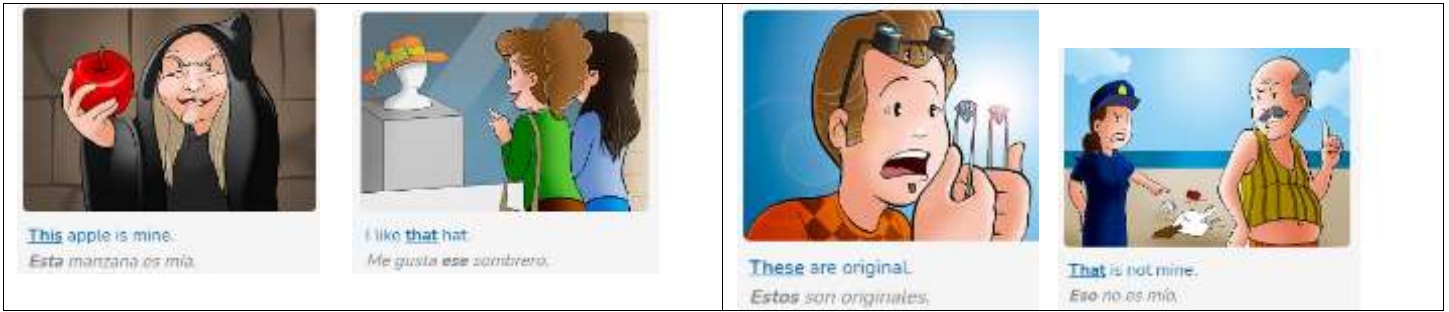 This apple is mine.
Esta manzana es mía.
I like that hat.
Me gusta ese sombrero.
These are original.
Estos son originales.
That is not mine.
Eso no es mío.